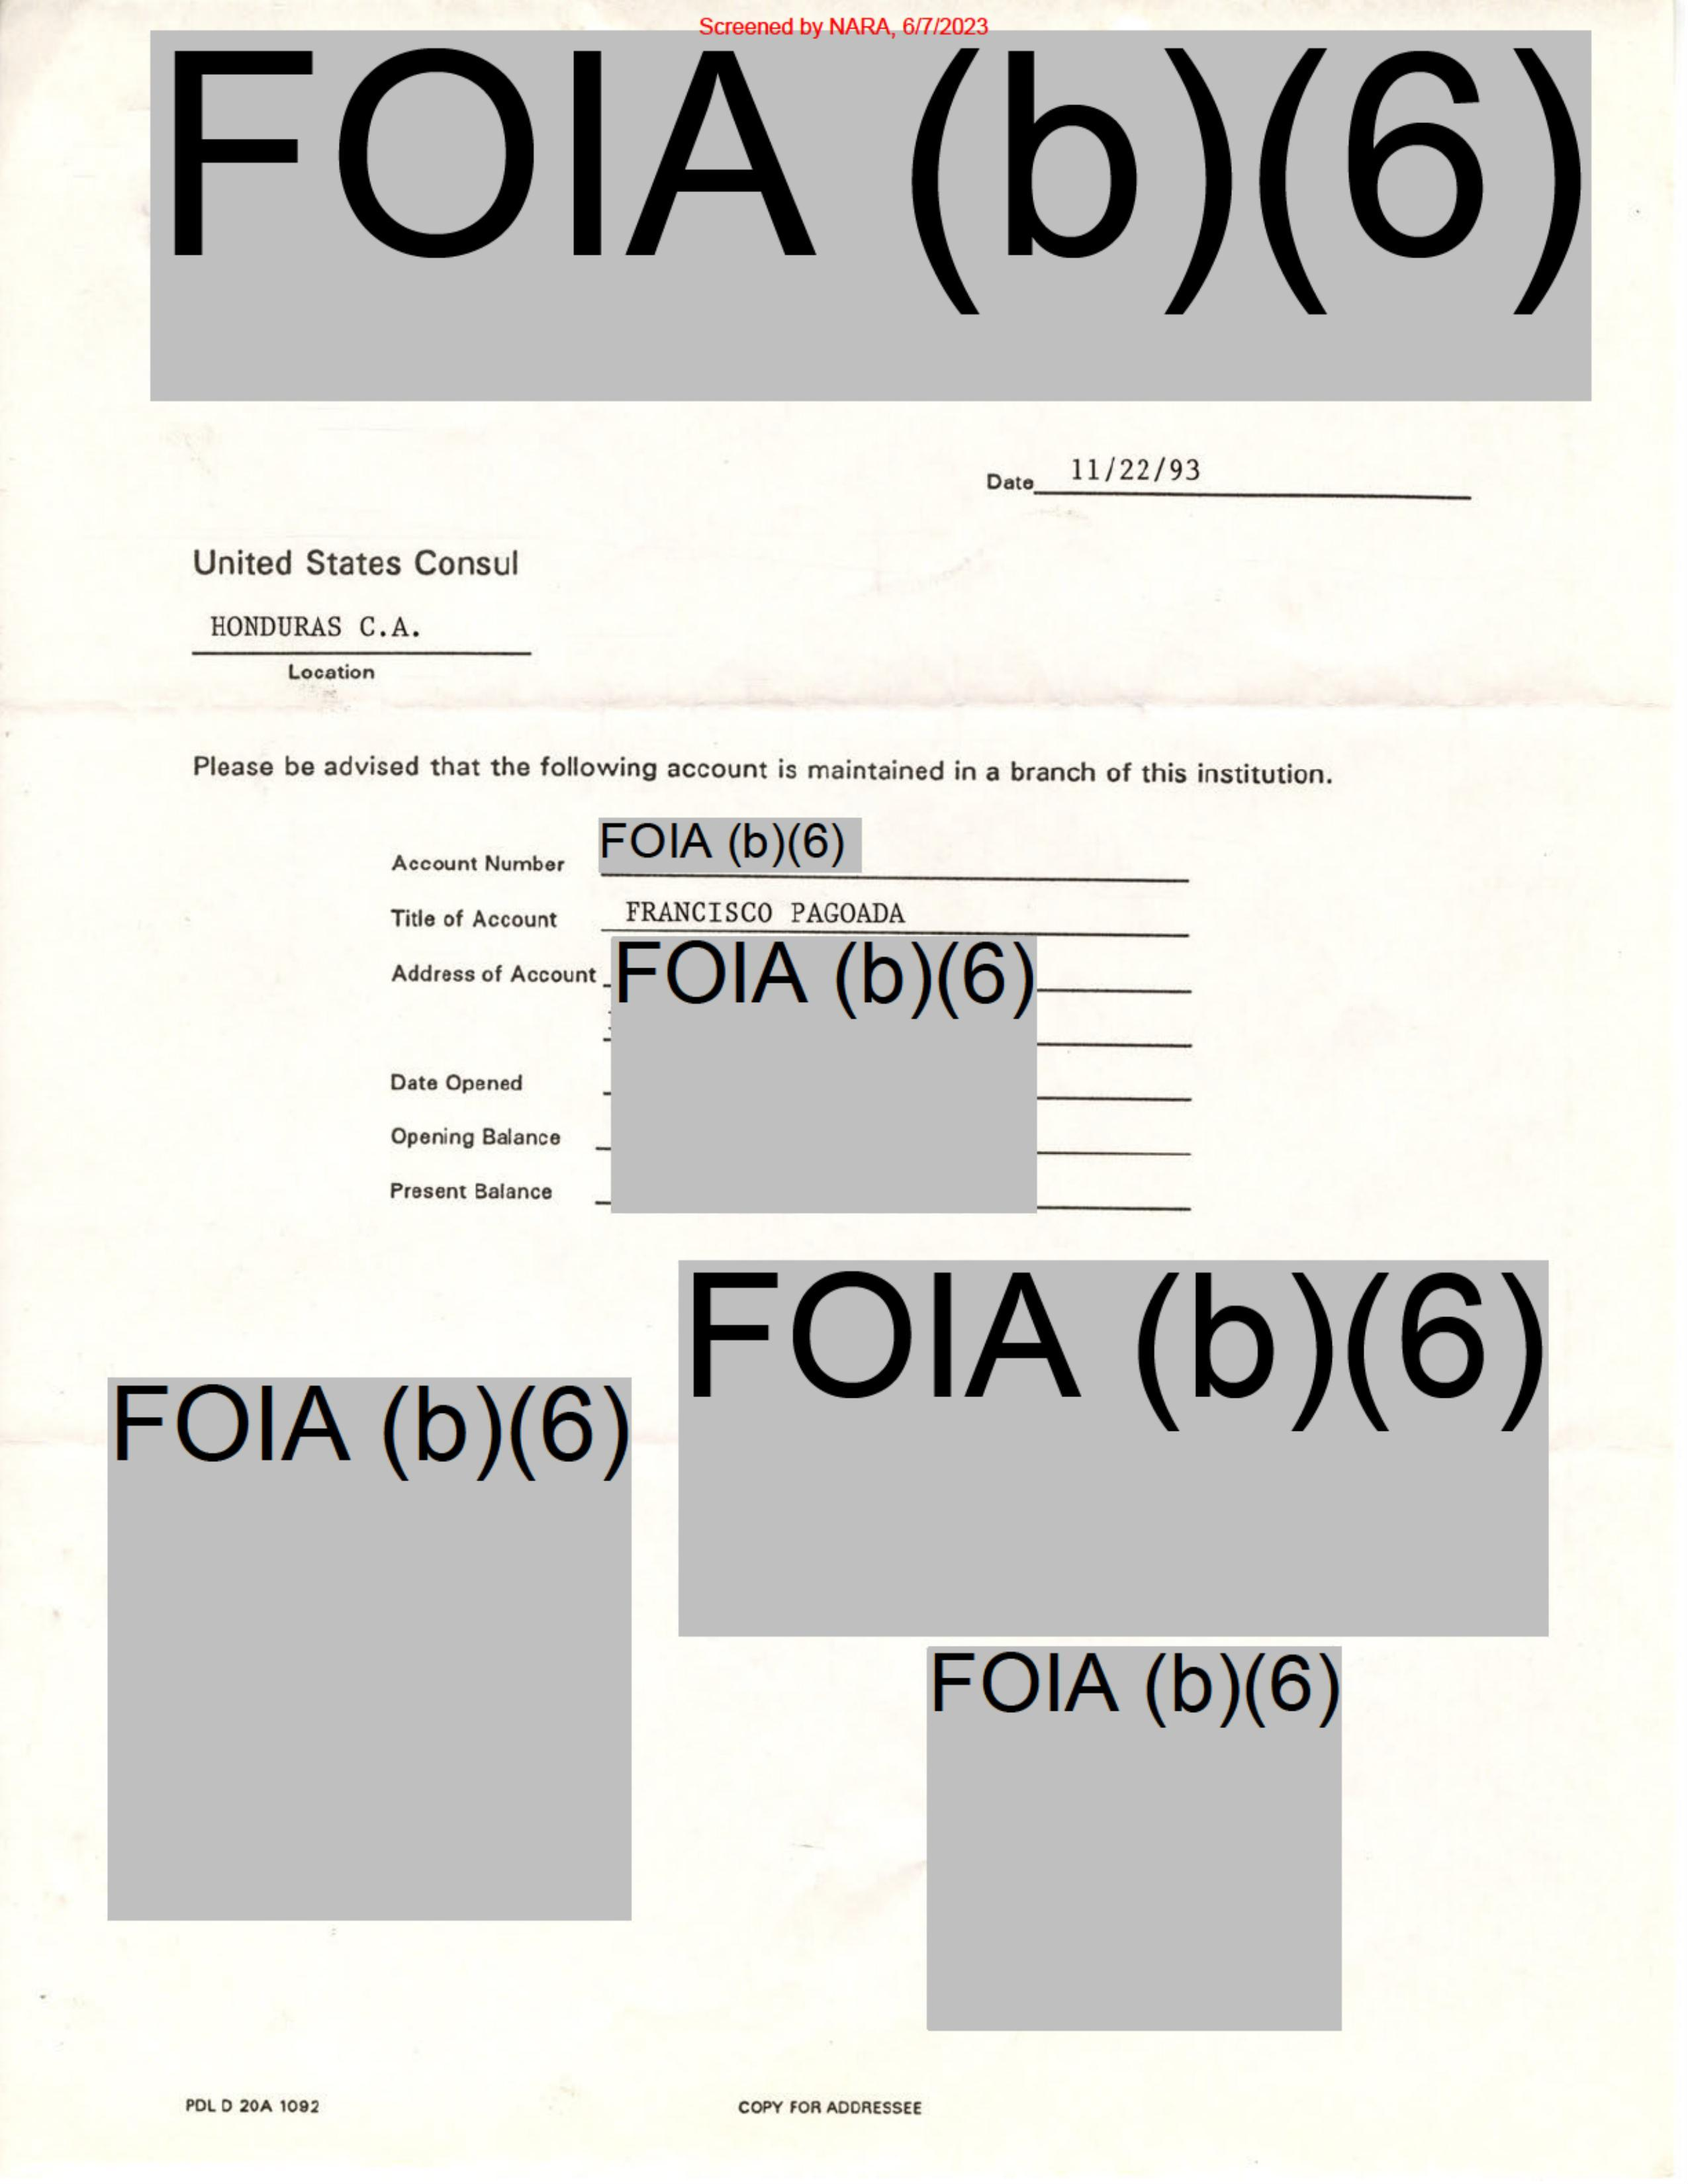 Screened by NARA, 6/7/2023
FOIA (b)(6)
Date 11/22/93
United States Consul
HONDURAS C.A.
Location
Please be advised that the following account is maintained in a branch of this institution.
Account Number FOIA (b)(6)
Title of Account FRANCISCO PAGOADA
Address of Account FOIA (b)(6)
Date Opened
Opening Balance
Present Balance
FOIA (b)(6)
FOIA (b)(6)
FOIA (b)(6)
PDL D 20A 1092 COPY FOR ADDRESSEE